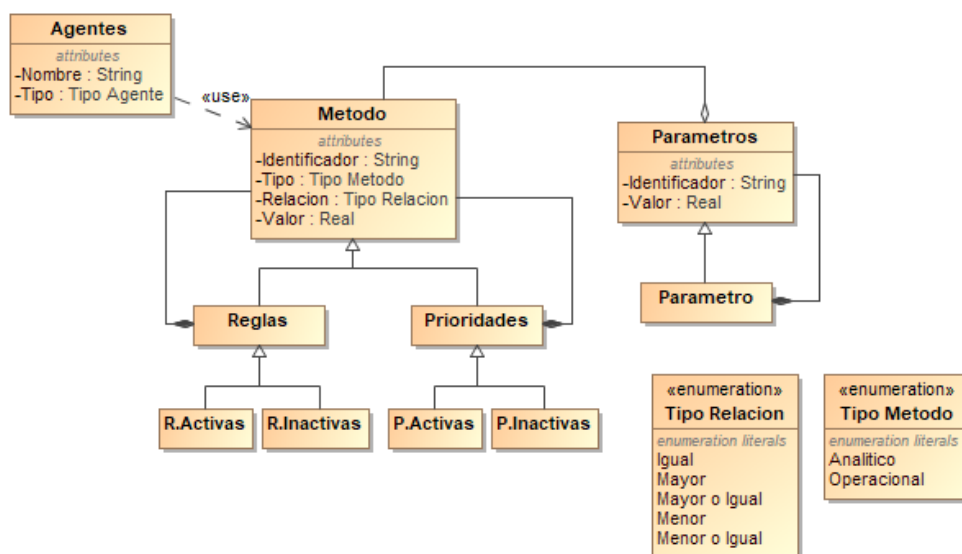 Agentes
attributes
-Nombre : String
-Tipo : Tipo Agente
«use»
Metodo
attributes
-Identificador : String
-Tipo : Tipo Metodo
-Relacion : Tipo Relacion
-Valor : Real
Parametros
attributes
-Identificador : String
-Valor : Real
Reglas
Prioridades
Parametro
R.Activas
R.Inactivas
P.Activas
P.Inactivas
«enumeration»
Tipo Relacion
enumeration literals
Igual
Mayor
Mayor o Igual
Menor
Menor o Igual
«enumeration»
Tipo Metodo
enumeration literals
Analitico
Operacional